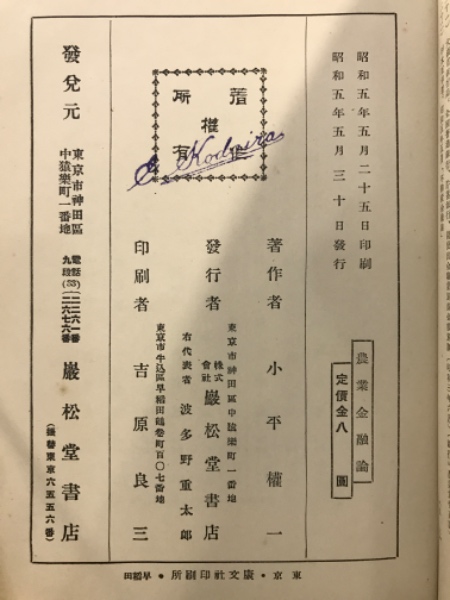 昭和五年五月二十五日印刷
昭和五年五月三十日發行
農業金融論
定價金八圓
著作權
所有
G. Kodaira
著作者 小平權一
東京市神田區中猿樂町一番地
發行者 株式會社 巖松堂書店
右代表者 波多野重太郎
東京市牛込區早稻田鶴卷町百〇七番地
印刷者 吉原良三
發兌元
東京市神田區
中猿樂町一番地
電話
九段(33)
巖松堂書店
(振替東京六五五六番)
東京・康文社印刷所・早稻田